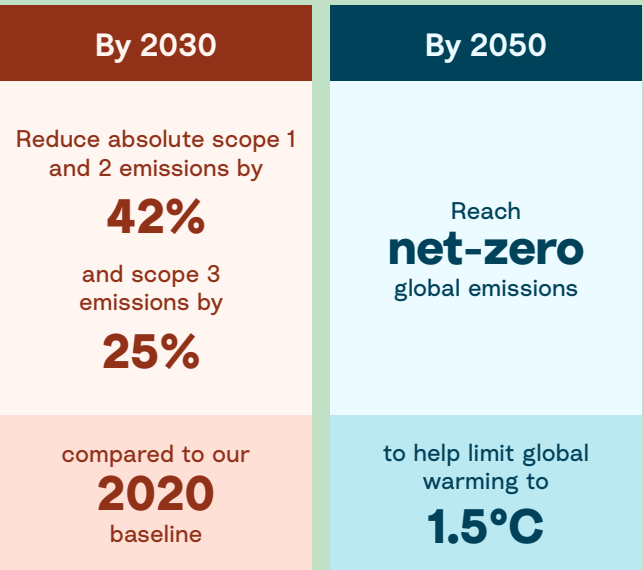 By 2030
Reduce absolute scope 1
and 2 emissions by
42%
and scope 3
emissions by
25%
compared to our
2020
baseline
By 2050
Reach
net-zero
global emissions
to help limit global
warming to
1.5°C